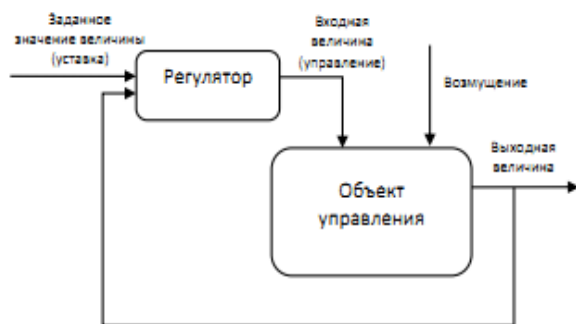 Заданное
значение величины
(уставка)
Регулятор
Входная
величина
(управление)
Возмущение
Выходная
величина
Объект
управления